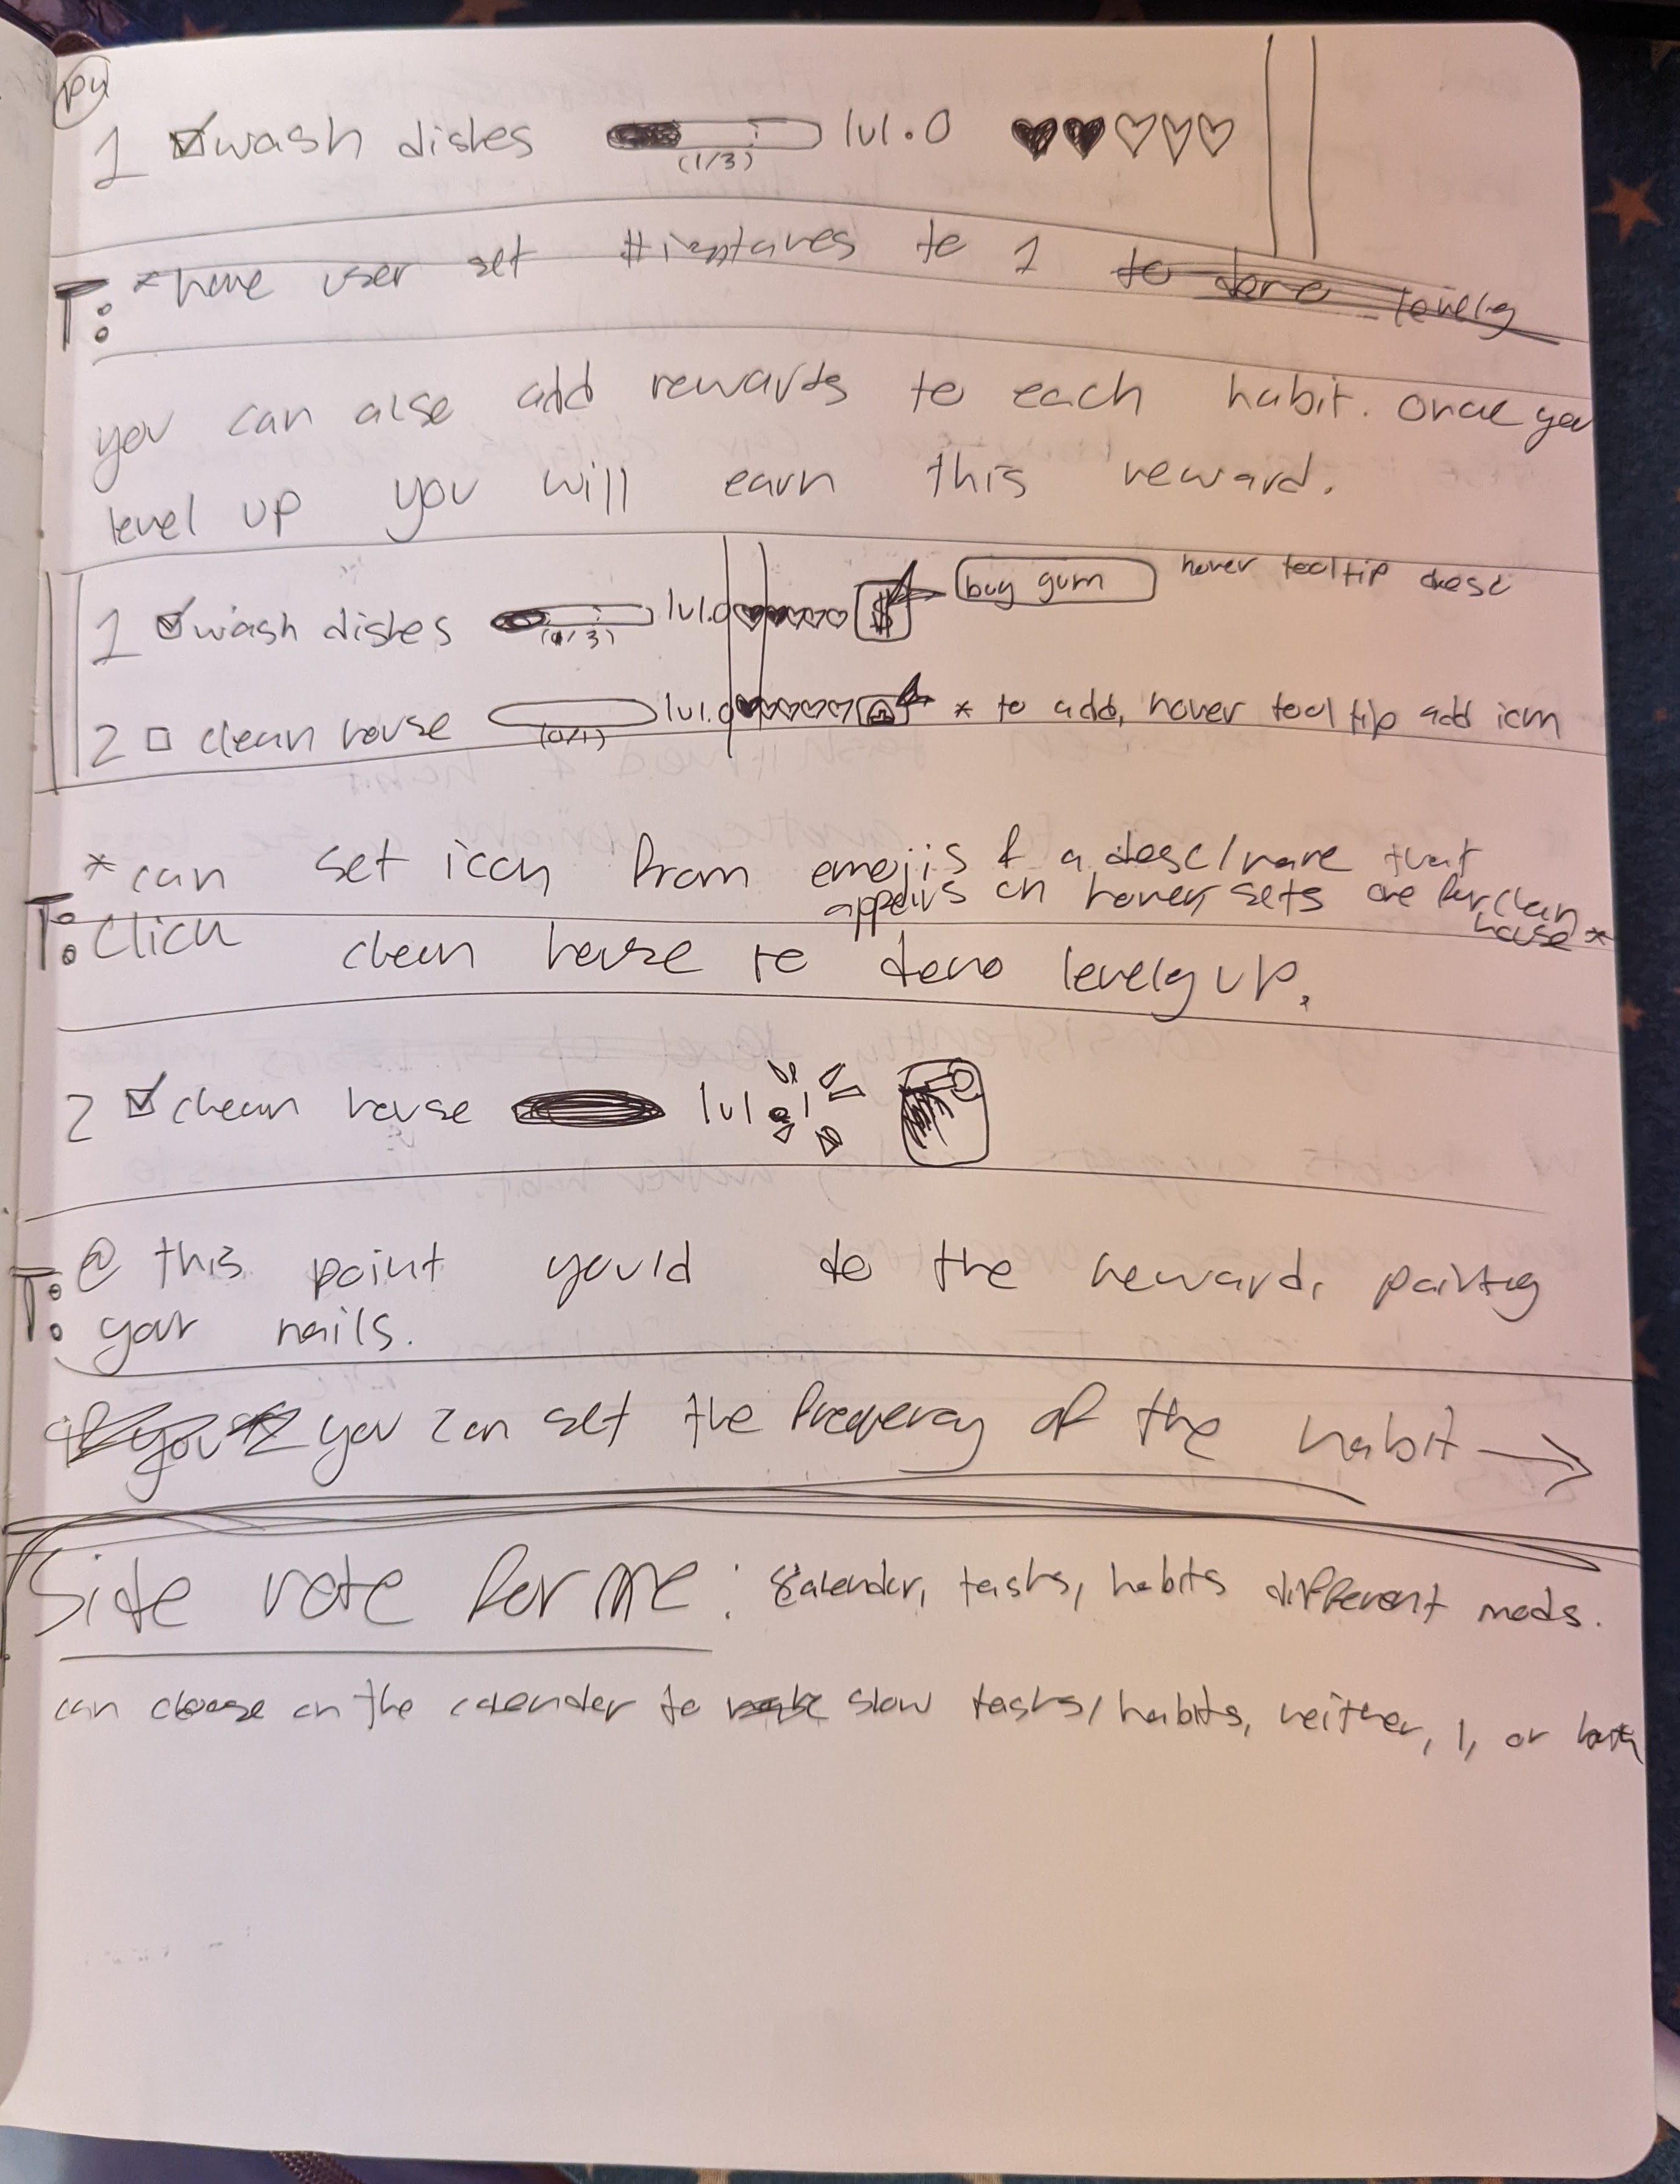 p4
1 wash dishes (1/3) lvl. 0
T: *have user set #instances to 1 to demo leveling
you can also add rewards to each habit. once you
level up you will earn this reward.
1 wash dishes (1/3) lvl. 0 $ buy gum hover tooltip desc
2 clean house (0/1) lvl. 0 * to add, hover tool tip add icon
*can set icon from emojis & a desc/name that
appears on hover, sets one for clean
house *
T: Click clean house to demo leveling up.
2 clean house lvl. 1
T: @ this point you'd do the reward, painting
your nails.
you can set the frequency of the habit →
Side note for me: calender, tasks, habits different mods.
can choose on the calender to show tasks/habits, neither, 1, or both